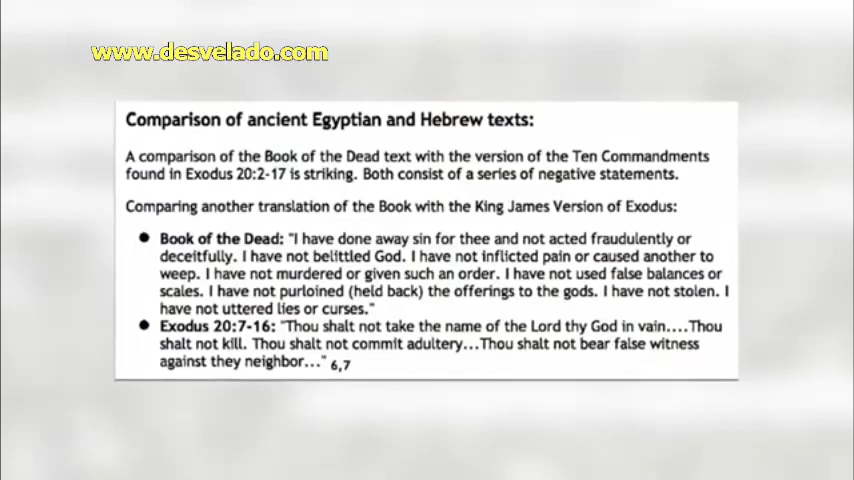 www.desvelado.com
Comparison of ancient Egyptian and Hebrew texts:
A comparison of the Book of the Dead text with the version of the Ten Commandments
found in Exodus 20:2-17 is striking. Both consist of a series of negative statements.
Comparing another translation of the Book with the King James Version of Exodus:
● Book of the Dead: "I have done away sin for thee and not acted fraudulently or
deceitfully. I have not belittled God. I have not inflicted pain or caused another to
weep. I have not murdered or given such an order. I have not used false balances or
scales. I have not purloined (held back) the offerings to the gods. I have not stolen. I
have not uttered lies or curses."
● Exodus 20:7-16: "Thou shalt not take the name of the Lord thy God in vain....Thou
shalt not kill. Thou shalt not commit adultery...Thou shalt not bear false witness
against they neighbor..." 6,7